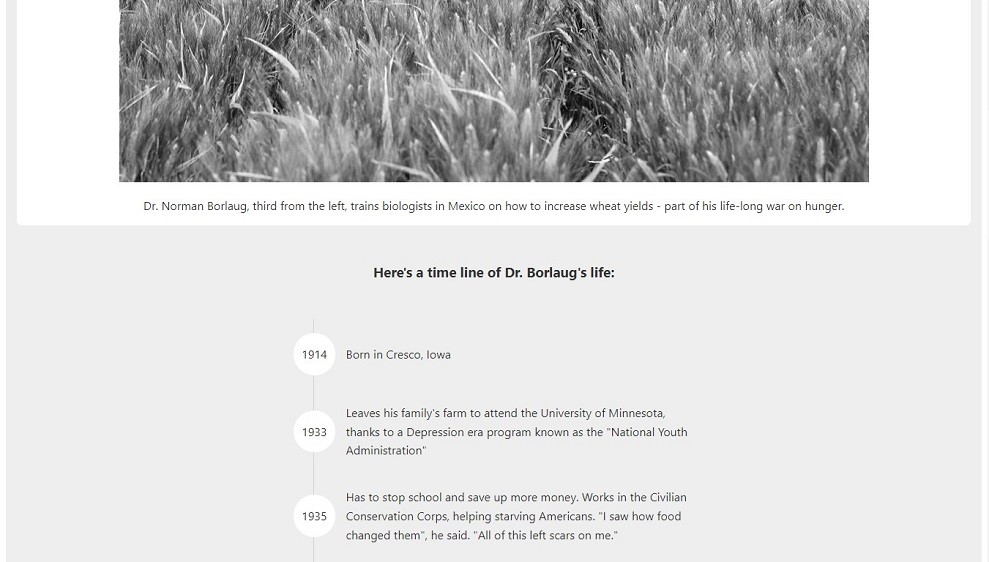 Dr. Norman Borlaug, third from the left, trains biologists in Mexico on how to increase wheat yields - part of his life-long war on hunger.
Here's a time line of Dr. Borlaug's life:
1914
Born in Cresco, Iowa
1933
Leaves his family's farm to attend the University of Minnesota,
thanks to a Depression era program known as the "National Youth
Administration"
1935
Has to stop school and save up more money. Works in the Civilian
Conservation Corps, helping starving Americans. "I saw how food
changed them", he said. "All of this left scars on me."